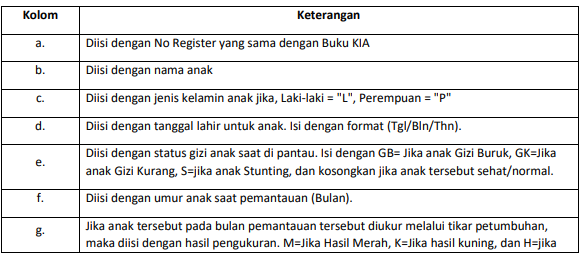 Kolom Keterangan
a. Diisi dengan No Register yang sama dengan Buku KIA
b. Diisi dengan nama anak
c. Diisi dengan jenis kelamin anak jika, Laki-laki = "L", Perempuan = "P"
d. Diisi dengan tanggal lahir untuk anak. Isi dengan format (Tgl/Bln/Thn).
e. Diisi dengan status gizi anak saat di pantau. Isi dengan GB= Jika anak Gizi Buruk, GK=Jika
anak Gizi Kurang, S=jika anak Stunting, dan kosongkan jika anak tersebut sehat/normal.
f. Diisi dengan umur anak saat pemantauan (Bulan).
g. Jika anak tersebut pada bulan pemantauan tersebut diukur melalui tikar petumbuhan,
maka diisi dengan hasil pengukuran. M=Jika Hasil Merah, K=Jika hasil kuning, dan H=jika